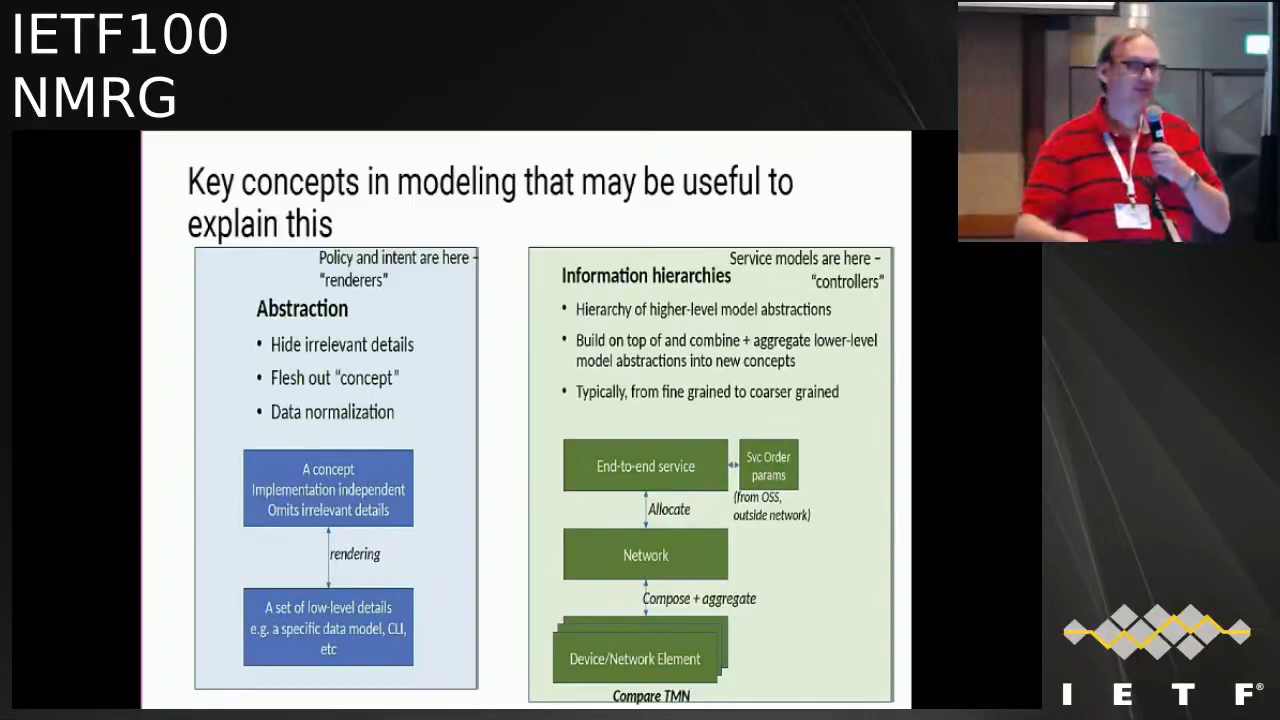 IETF100
NMRG
Key concepts in modeling that may be useful to
explain this
Policy and intent are here –
“renderers”
Abstraction
• Hide irrelevant details
• Flesh out “concept”
• Data normalization
A concept
Implementation independent
Omits irrelevant details
rendering
A set of low-level details
e.g. a specific data model, CLI,
etc
Service models are here –
“controllers”
Information hierarchies
• Hierarchy of higher-level model abstractions
• Build on top of and combine + aggregate lower-level
model abstractions into new concepts
• Typically, from fine grained to coarser grained
End-to-end service
Svc Order
params
(from OSS,
outside network)
Allocate
Network
Compose + aggregate
Device/Network Element
Compare TMN
I E T F®